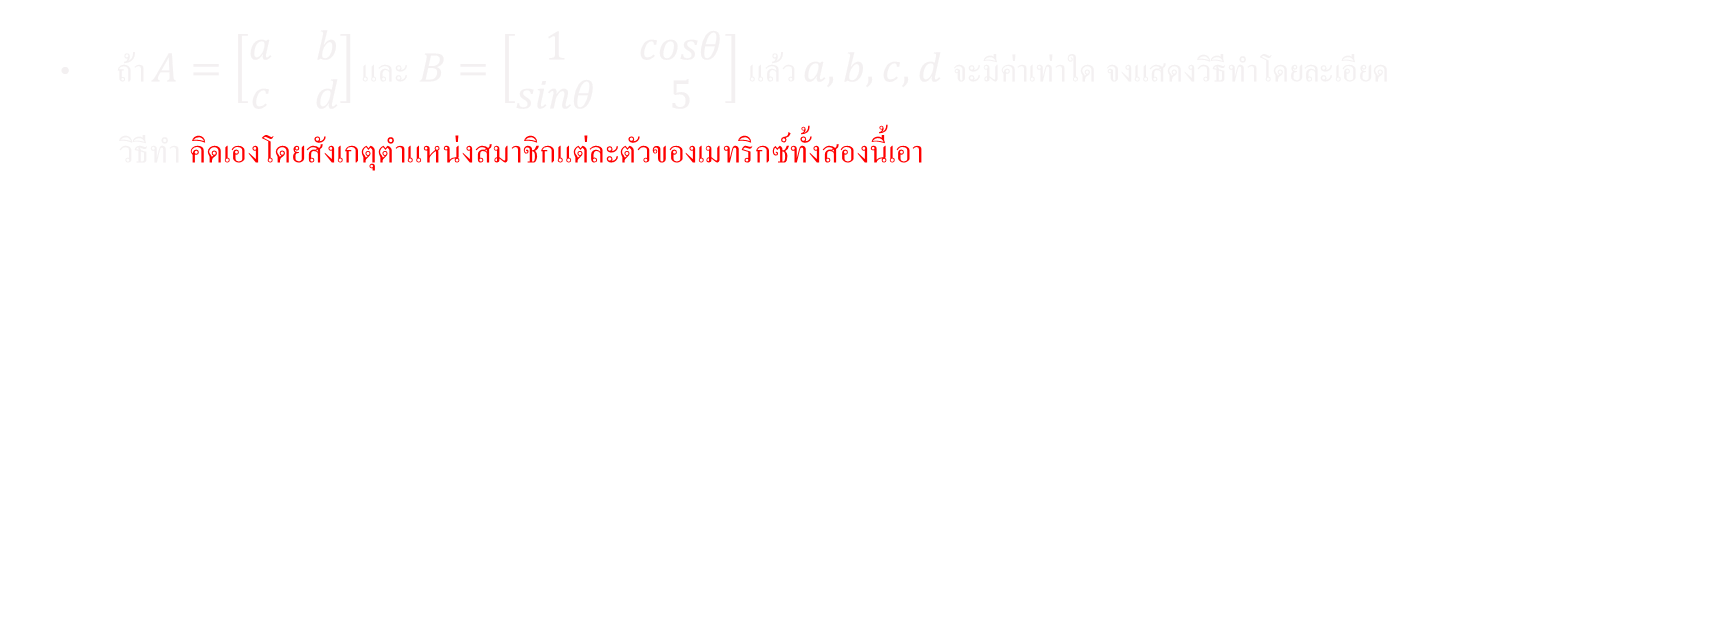 • ถ้า A = [a b; c d] และ B = [1 cosθ; sinθ 5] แล้ว a, b, c, d จะมีค่าเท่าใด จงแสดงวิธีทำโดยละเอียด
วิธีทำ คิดเองโดยสังเกตุตำแหน่งสมาชิกแต่ละตัวของเมทริกซ์ทั้งสองนี้เอา